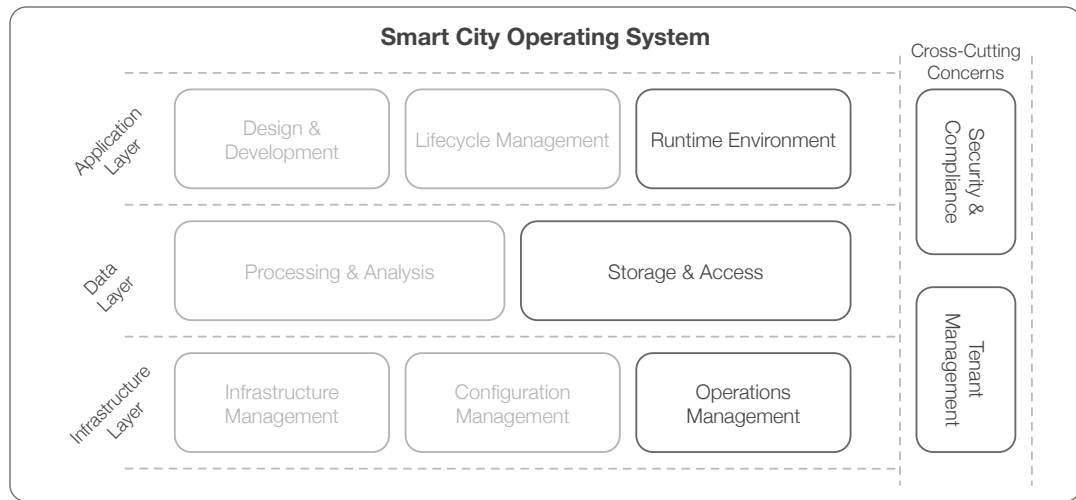 Smart City Operating System
Cross-Cutting
Concerns
Application
Layer
Design &
Development
Lifecycle Management
Runtime Environment
Security &
Compliance
Data
Layer
Processing & Analysis
Storage & Access
Infrastructure
Layer
Infrastructure
Management
Configuration
Management
Operations
Management
Tenant
Management